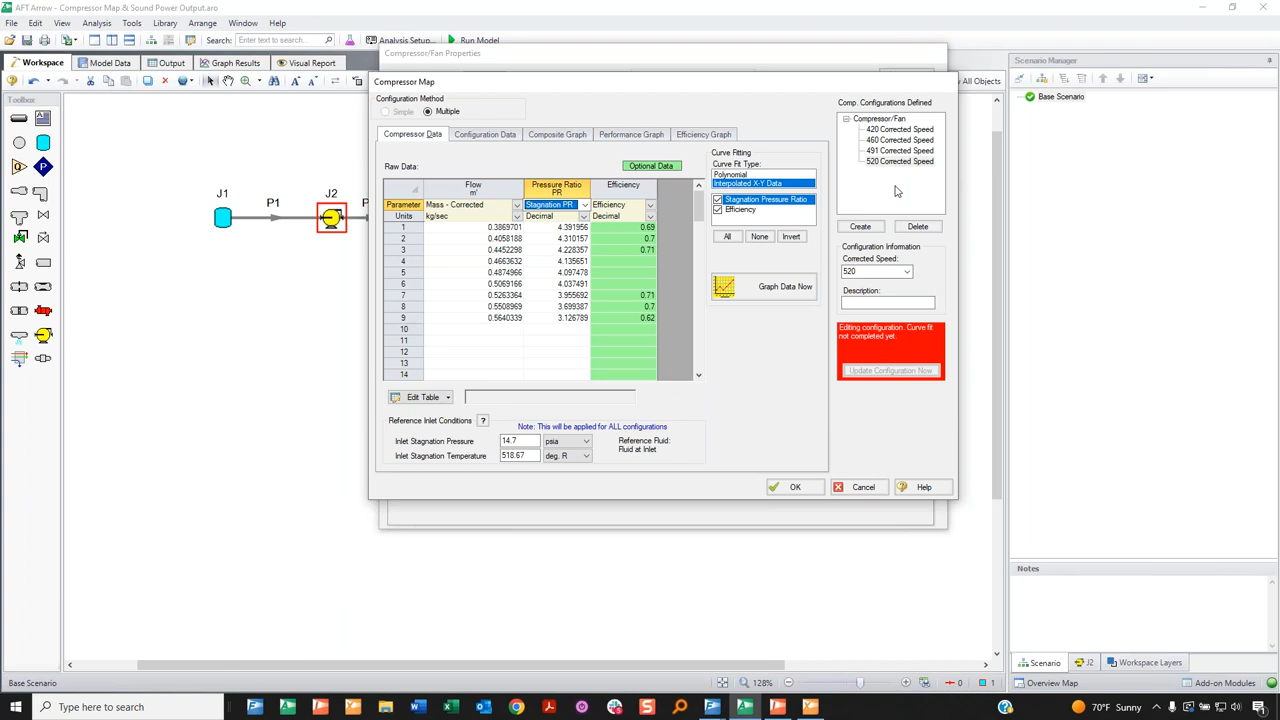 AFT Arrow - Compressor Map & Sound Power Output.aro
File Edit View Analysis Tools Library Arrange Window Help
Search: Enter text to search... Analysis Setup... Run Model
Workspace Model Data Output Graph Results Visual Report
All Objects
Toolbox
J1 P1 J2 P
Compressor/Fan Properties
Compressor Map
Configuration Method
Simple Multiple
Compressor Data Configuration Data Composite Graph Performance Graph Efficiency Graph
Raw Data: Optional Data
Flow Pressure Ratio Efficiency
m' PR
Parameter Mass - Corrected Stagnation PR Efficiency
Units kg/sec Decimal Decimal
1 0.3869701 4.391956 0.69
2 0.4058188 4.310157 0.7
3 0.4452298 4.228357 0.71
4 0.4663632 4.135651
5 0.4874966 4.097478
6 0.5069166 4.037491
7 0.5263364 3.955692 0.71
8 0.5508969 3.699387 0.7
9 0.5640339 3.126789 0.62
10
11
12
13
14
Edit Table
Reference Inlet Conditions ? Note: This will be applied for ALL configurations
Inlet Stagnation Pressure 14.7 psia
Inlet Stagnation Temperature 518.67 deg. R
Reference Fluid:
Fluid at Inlet
Curve Fitting
Curve Fit Type:
Polynomial
Interpolated X-Y Data
Stagnation Pressure Ratio
Efficiency
All None Invert
Graph Data Now
Comp. Configurations Defined
Compressor/Fan
420 Corrected Speed
460 Corrected Speed
491 Corrected Speed
520 Corrected Speed
Create Delete
Configuration Information
Corrected Speed:
520
Description:
Editing configuration. Curve fit
not completed yet.
Update Configuration Now
OK Cancel Help
Scenario Manager
Base Scenario
Notes
Scenario J2 Workspace Layers
Base Scenario 128% 0 1 Overview Map Add-on Modules
Type here to search 70°F Sunny